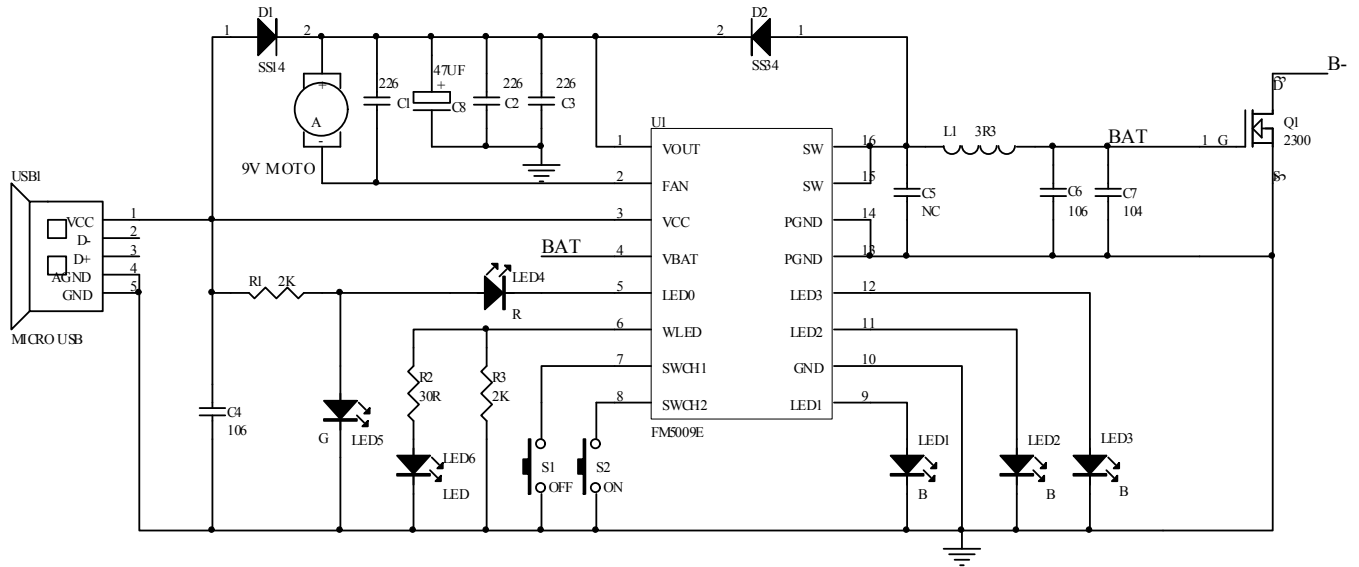 D1
1 2
SS14
D2
2 1
SS34
B-
D
3
Q1
2300
1 G
S
+
A
-
9V MOTO
226
C1
47UF
+
C8
226
C2
226
C3
U1
1 VOUT SW 16
2 FAN SW 15
3 VCC PGND 14
4 VBAT PGND 13
5 LED0 LED3 12
6 WLED LED2 11
7 SWCH1 GND 10
8 SWCH2 LED1 9
FM5009E
L1 3R3
BAT
C5
NC
C6
106
C7
104
USB1
VCC 1
D- 2
D+ 3
AGND 4
GND 5
MICRO USB
BAT
R1 2K
LED4
R
R2
30R
R3
2K
C4
106
G LED5
LED6
LED
S1
OFF
S2
ON
LED1
B
LED2
B
LED3
B